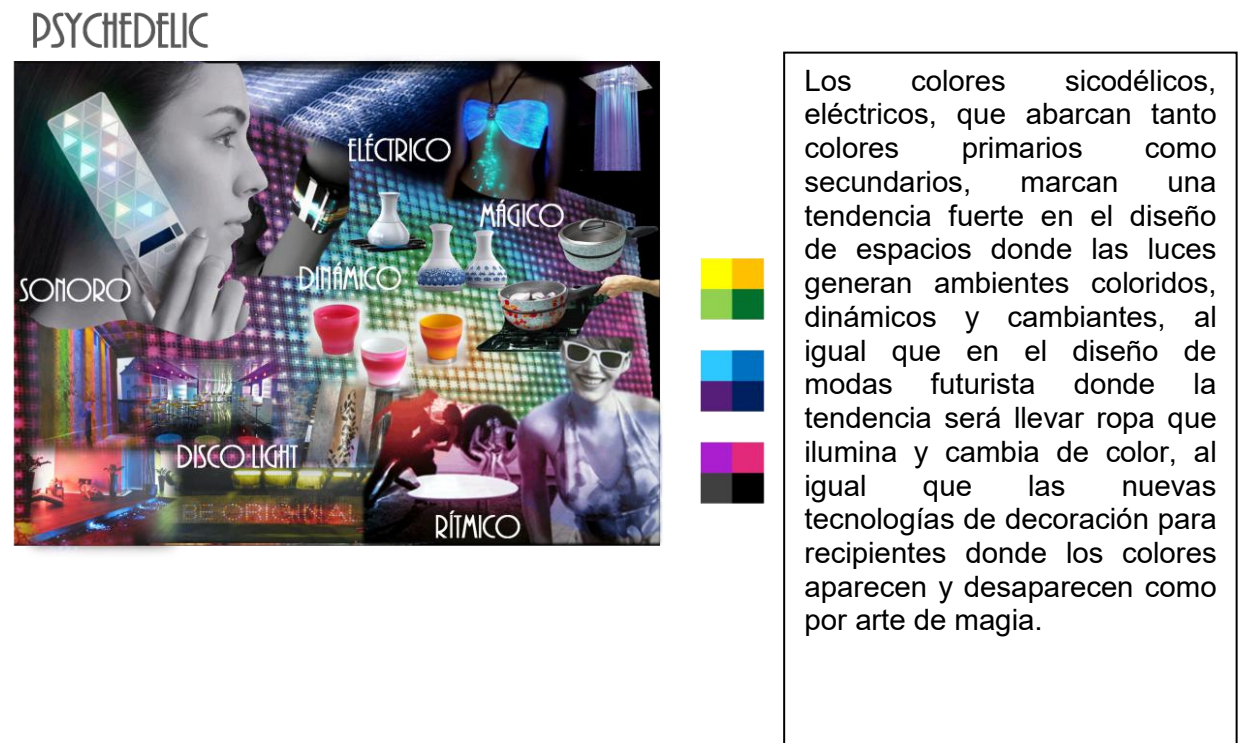 PSYCHEDELIC
ELÉCTRICO
MÁGICO
DINÁMICO
SONORO
DISCO LIGHT
BE ORIGINAL
RÍTMICO
Los colores sicodélicos,
eléctricos, que abarcan tanto
colores primarios como
secundarios, marcan una
tendencia fuerte en el diseño
de espacios donde las luces
generan ambientes coloridos,
dinámicos y cambiantes, al
igual que en el diseño de
modas futurista donde la
tendencia será llevar ropa que
ilumina y cambia de color, al
igual que las nuevas
tecnologías de decoración para
recipientes donde los colores
aparecen y desaparecen como
por arte de magia.